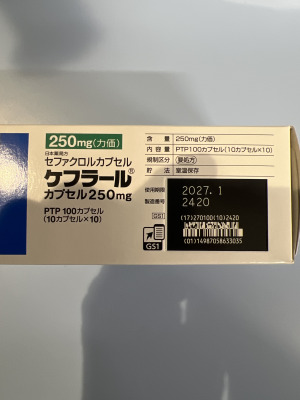 250mg(力価)
日本薬局方
セファクロルカプセル
ケフラール®
カプセル250mg
PTP 100カプセル
(10カプセル×10)
含量 250mg(力価)
内容量 PTP100カプセル(10カプセル×10)
規制区分 要処方
貯法 室温保存
使用期限 2027. 1
製造番号 2420
GS1
(17)270100(10)2420
(01)14987058633035
GS1